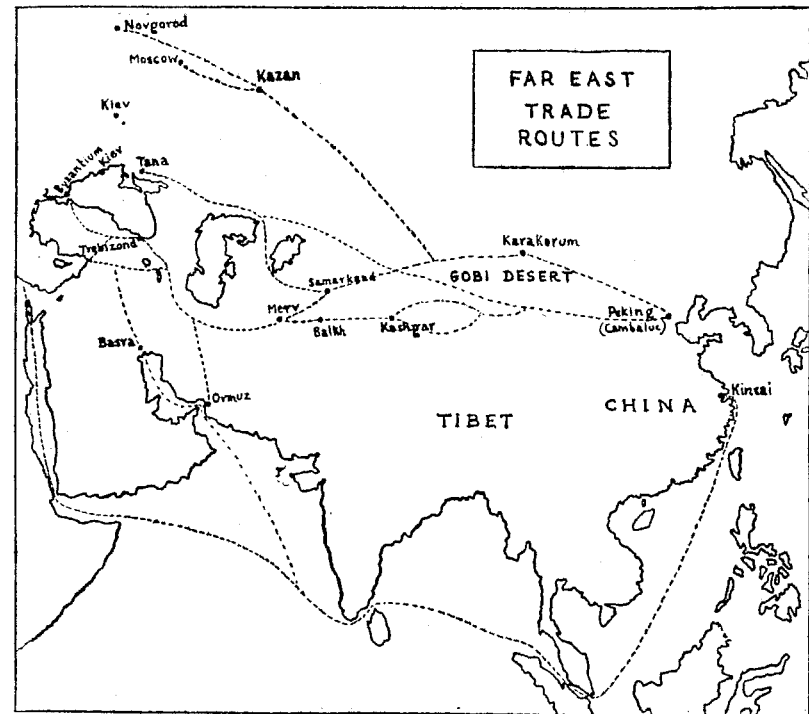 Novgorod
Moscow
Kazan
FAR EAST
TRADE
ROUTES
Kiev
Byzantium
Kiev
Tana
Trebizond
Karakorum
GOBI DESERT
Samarkand
Merv
Balkh
Kashgar
Peking
(Cambaluc)
Basra
Ormuz
TIBET
CHINA
Kinsai